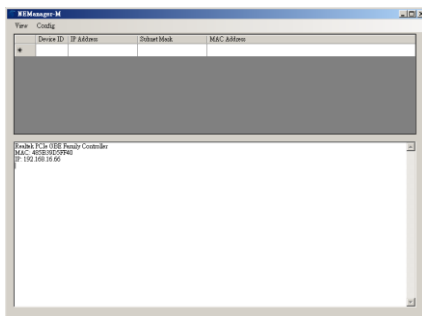 NEManager-M
View Config
Device ID IP Address Subnet Mask MAC Address
Realtek PCIe GBE Family Controller
MAC: 485B39D5FF40
IP: 192.168.16.66